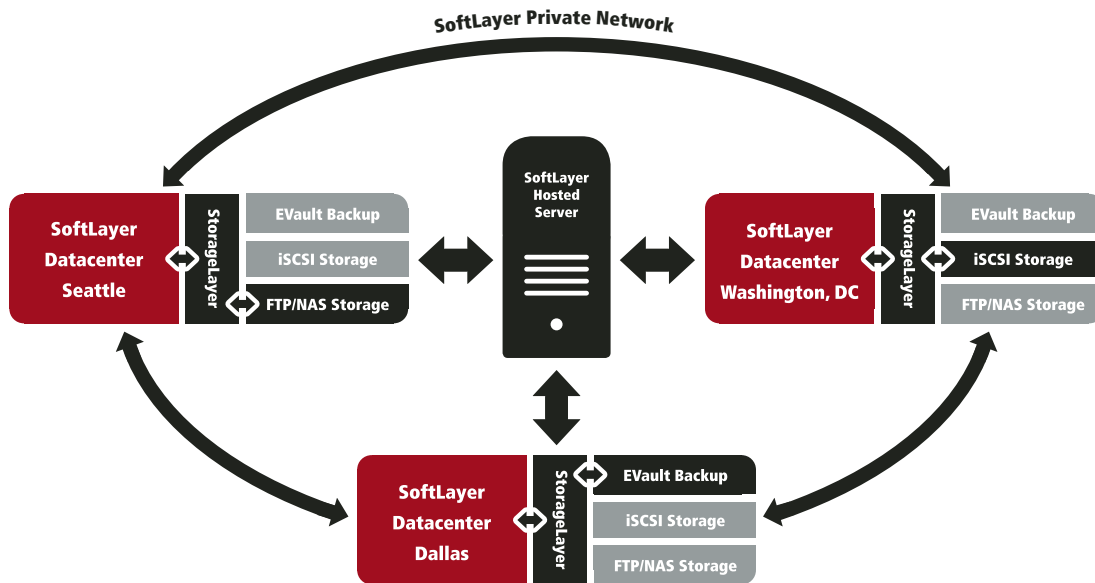 SoftLayer Private Network
SoftLayer
Hosted
Server
SoftLayer
Datacenter
Seattle
StorageLayer
EVault Backup
iSCSI Storage
FTP/NAS Storage
SoftLayer
Datacenter
Washington, DC
StorageLayer
EVault Backup
iSCSI Storage
FTP/NAS Storage
SoftLayer
Datacenter
Dallas
StorageLayer
EVault Backup
iSCSI Storage
FTP/NAS Storage